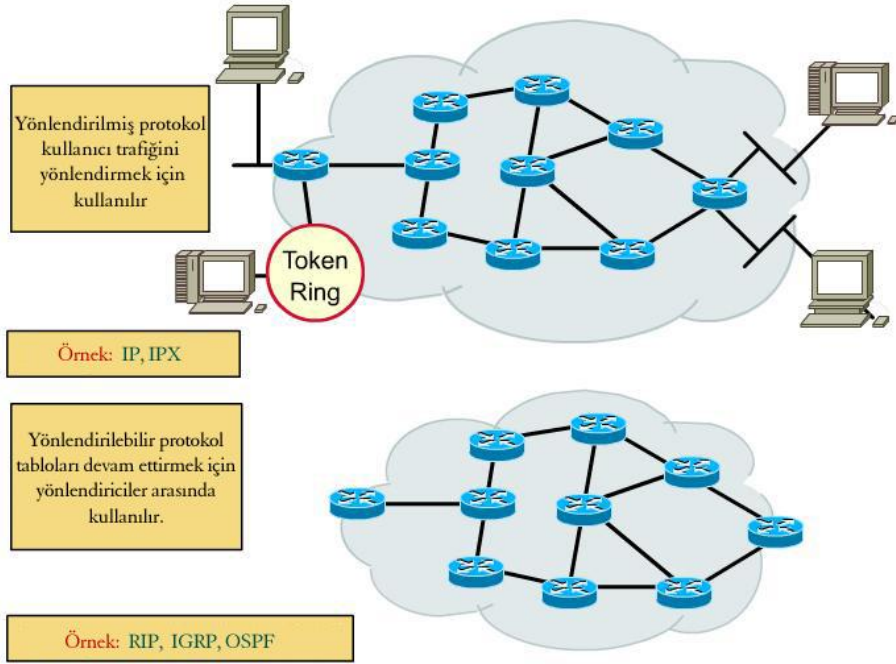 Yönlendirilmiş protokol
kullanıcı trafiğini
yönlendirmek için
kullanılır
Token
Ring
Örnek: IP, IPX
Yönlendirilebilir protokol
tabloları devam ettirmek için
yönlendiriciler arasında
kullanılır.
Örnek: RIP, IGRP, OSPF